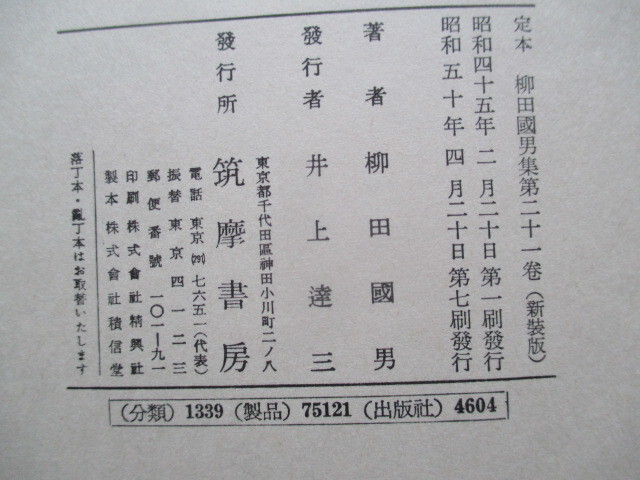 定本 柳田國男集第二十一卷(新装版)
昭和四十五年二月二十日第一刷發行
昭和五十年四月二十日第七刷發行
著者 柳田國男
發行者 井上達三
發行所 筑摩書房
東京都千代田區神田小川町二ノ八
電話 東京(291)七六五一(代表)
振替 東京 四一二三
郵便番號 一〇一-九一
印刷 株式會社 精興社
製本 株式會社 積信堂
落丁本・亂丁本はお取替いたします
(分類) 1339 (製品) 75121 (出版社) 4604